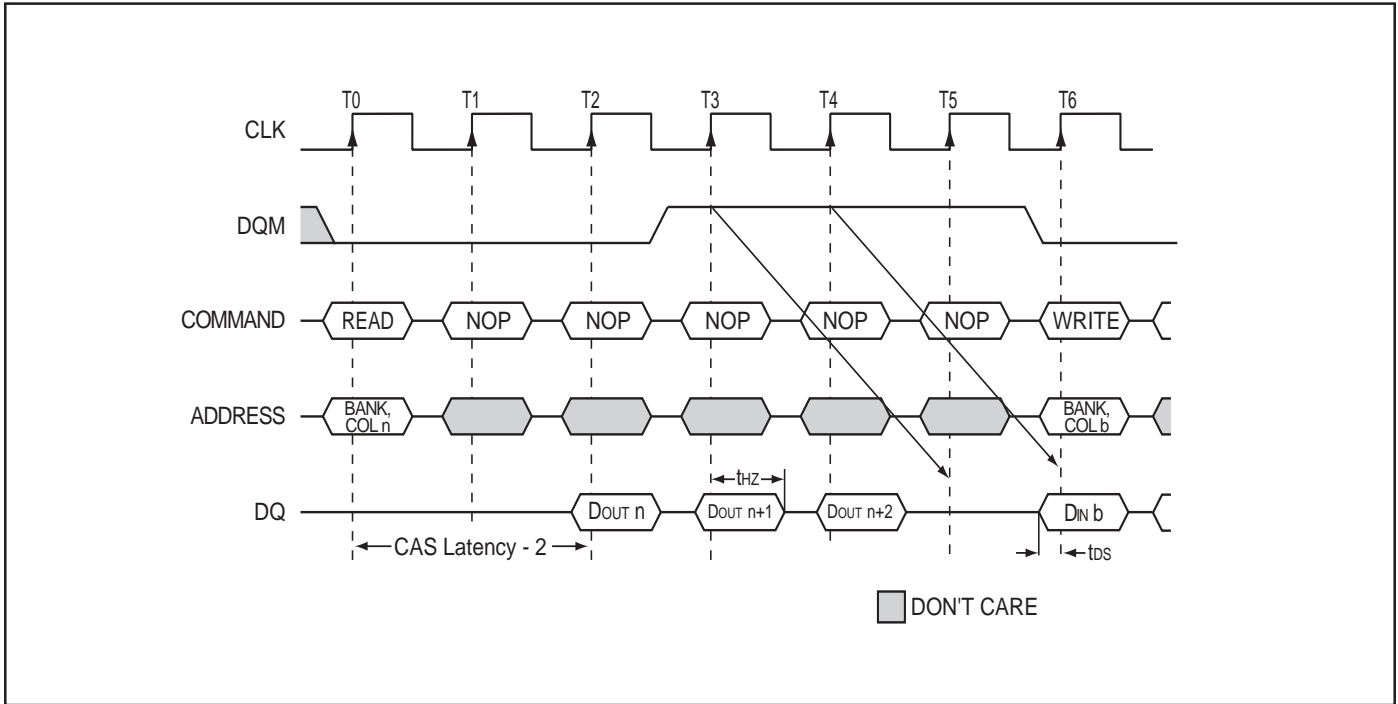 T0 T1 T2 T3 T4 T5 T6
CLK
DQM
COMMAND READ NOP NOP NOP NOP NOP WRITE
ADDRESS BANK, COL n BANK, COL b
tHZ
DQ DOUT n DOUT n+1 DOUT n+2 DIN b
CAS Latency - 2 tDS
DON'T CARE